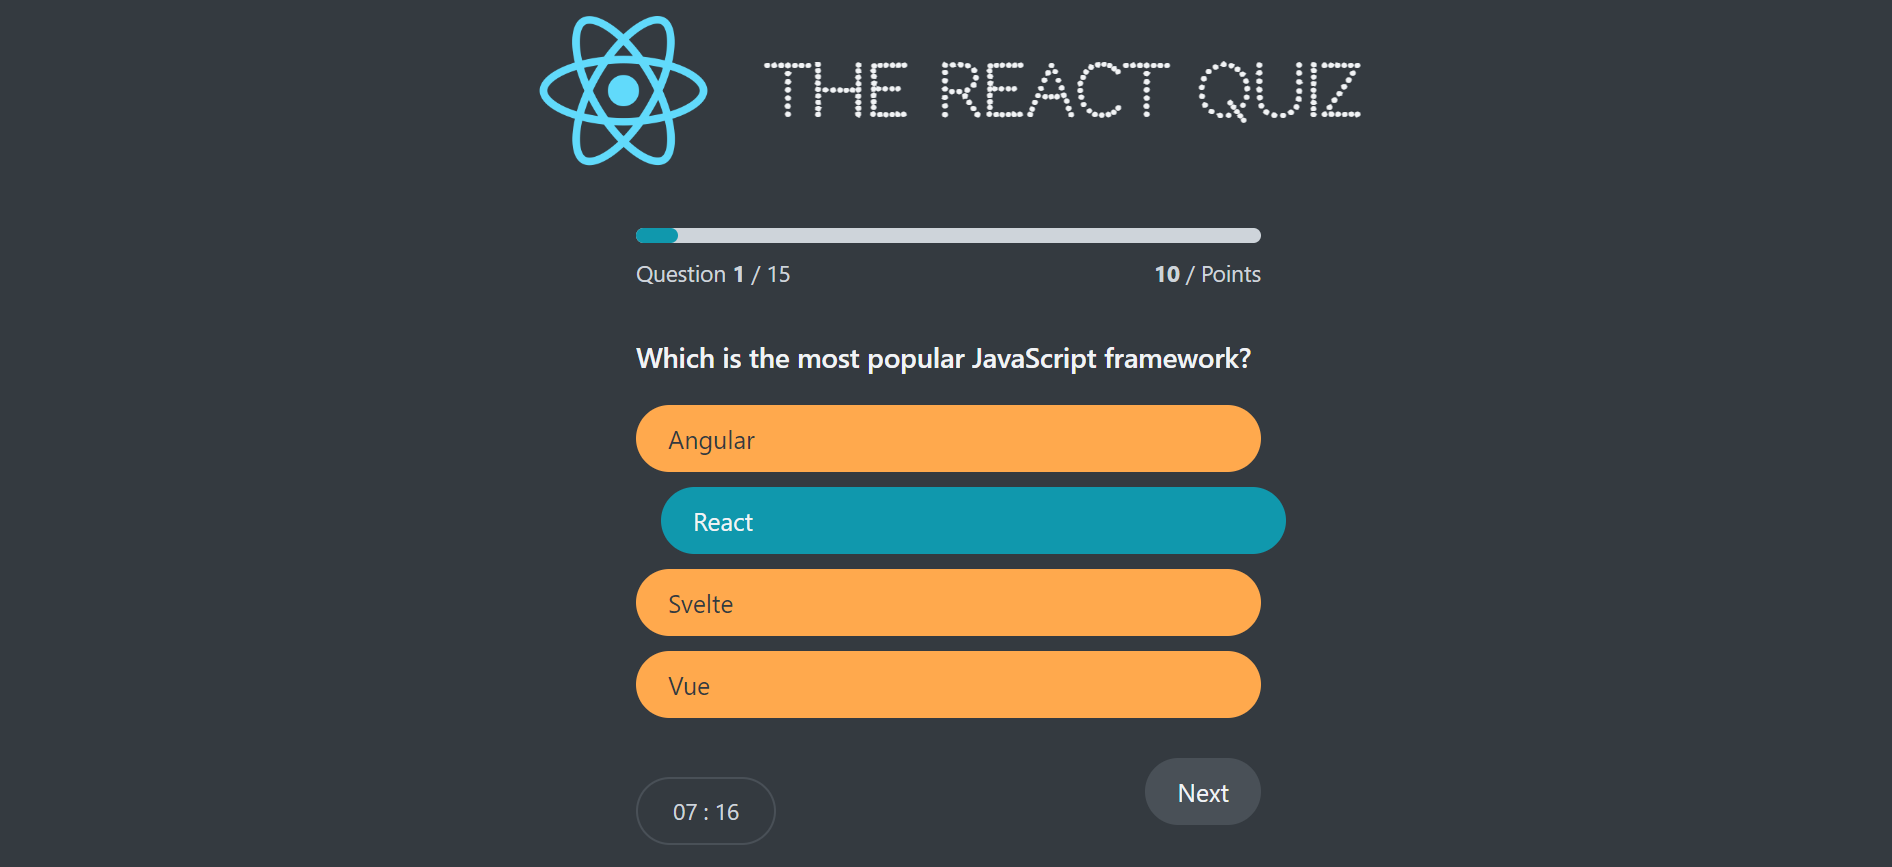 THE REACT QUIZ
Question 1 / 15
10 / Points
Which is the most popular JavaScript framework?
Angular
React
Svelte
Vue
07 : 16
Next